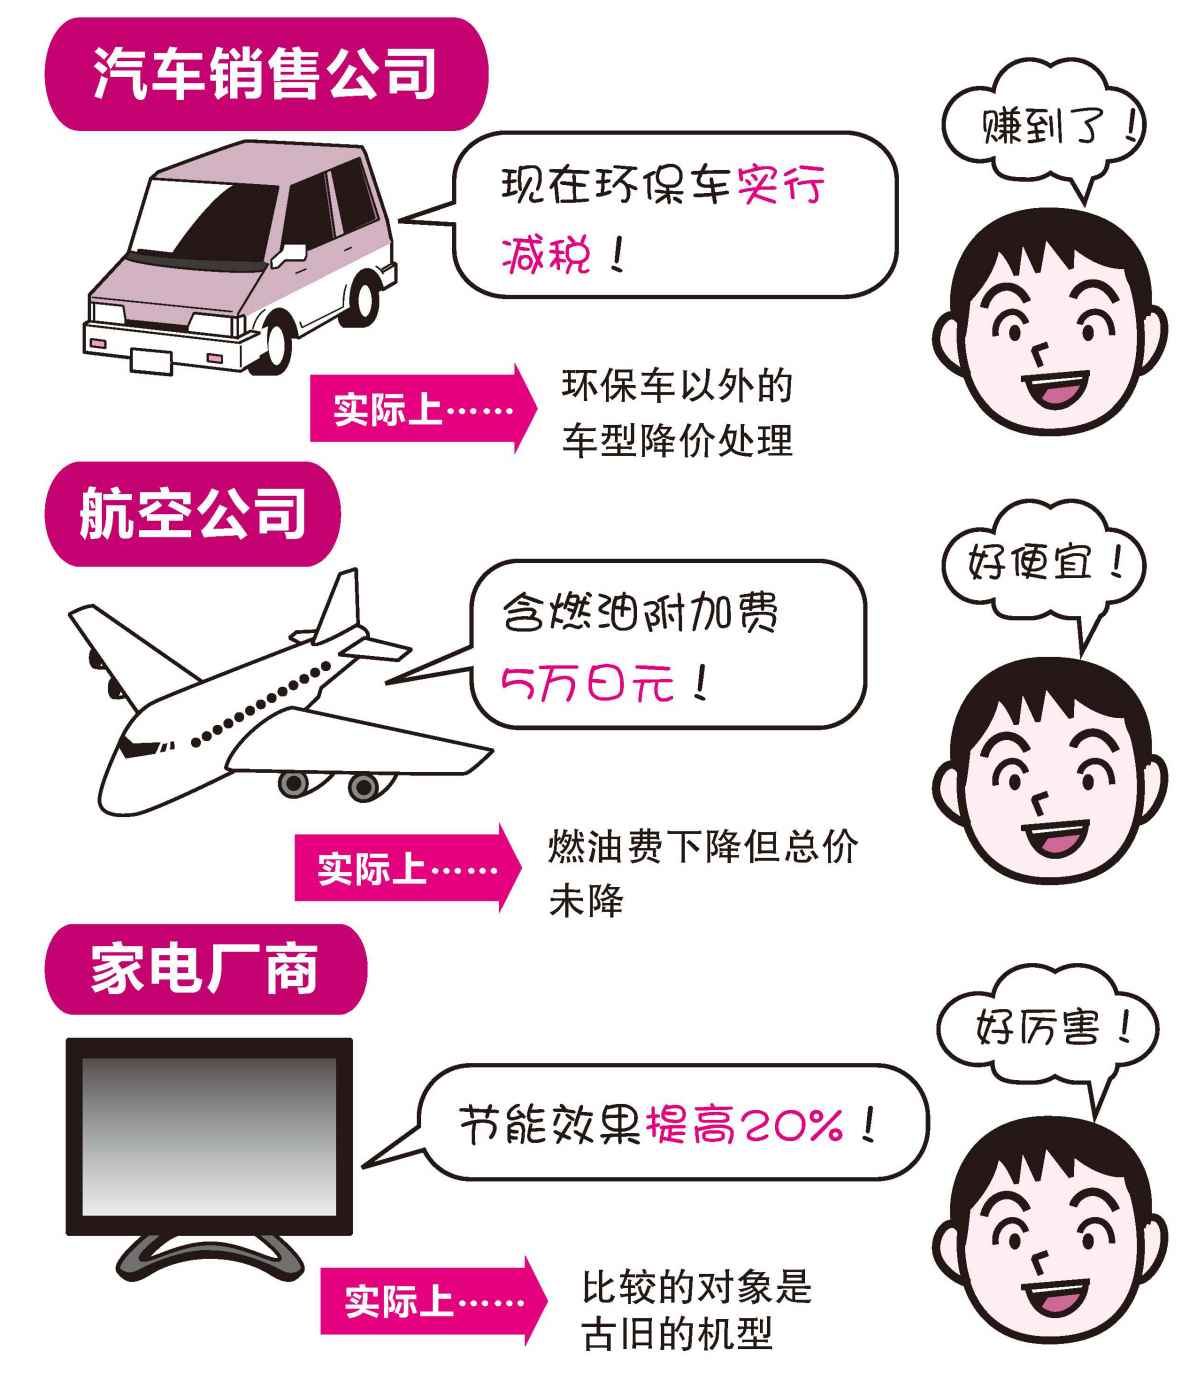 汽车销售公司
赚到了！
现在环保车实行
减税！
实际上……
环保车以外的
车型降价处理
航空公司
好便宜！
含燃油附加费
5万日元！
实际上……
燃油费下降但总价
未降
家电厂商
好厉害！
节能效果提高20%！
实际上……
比较的对象是
古旧的机型